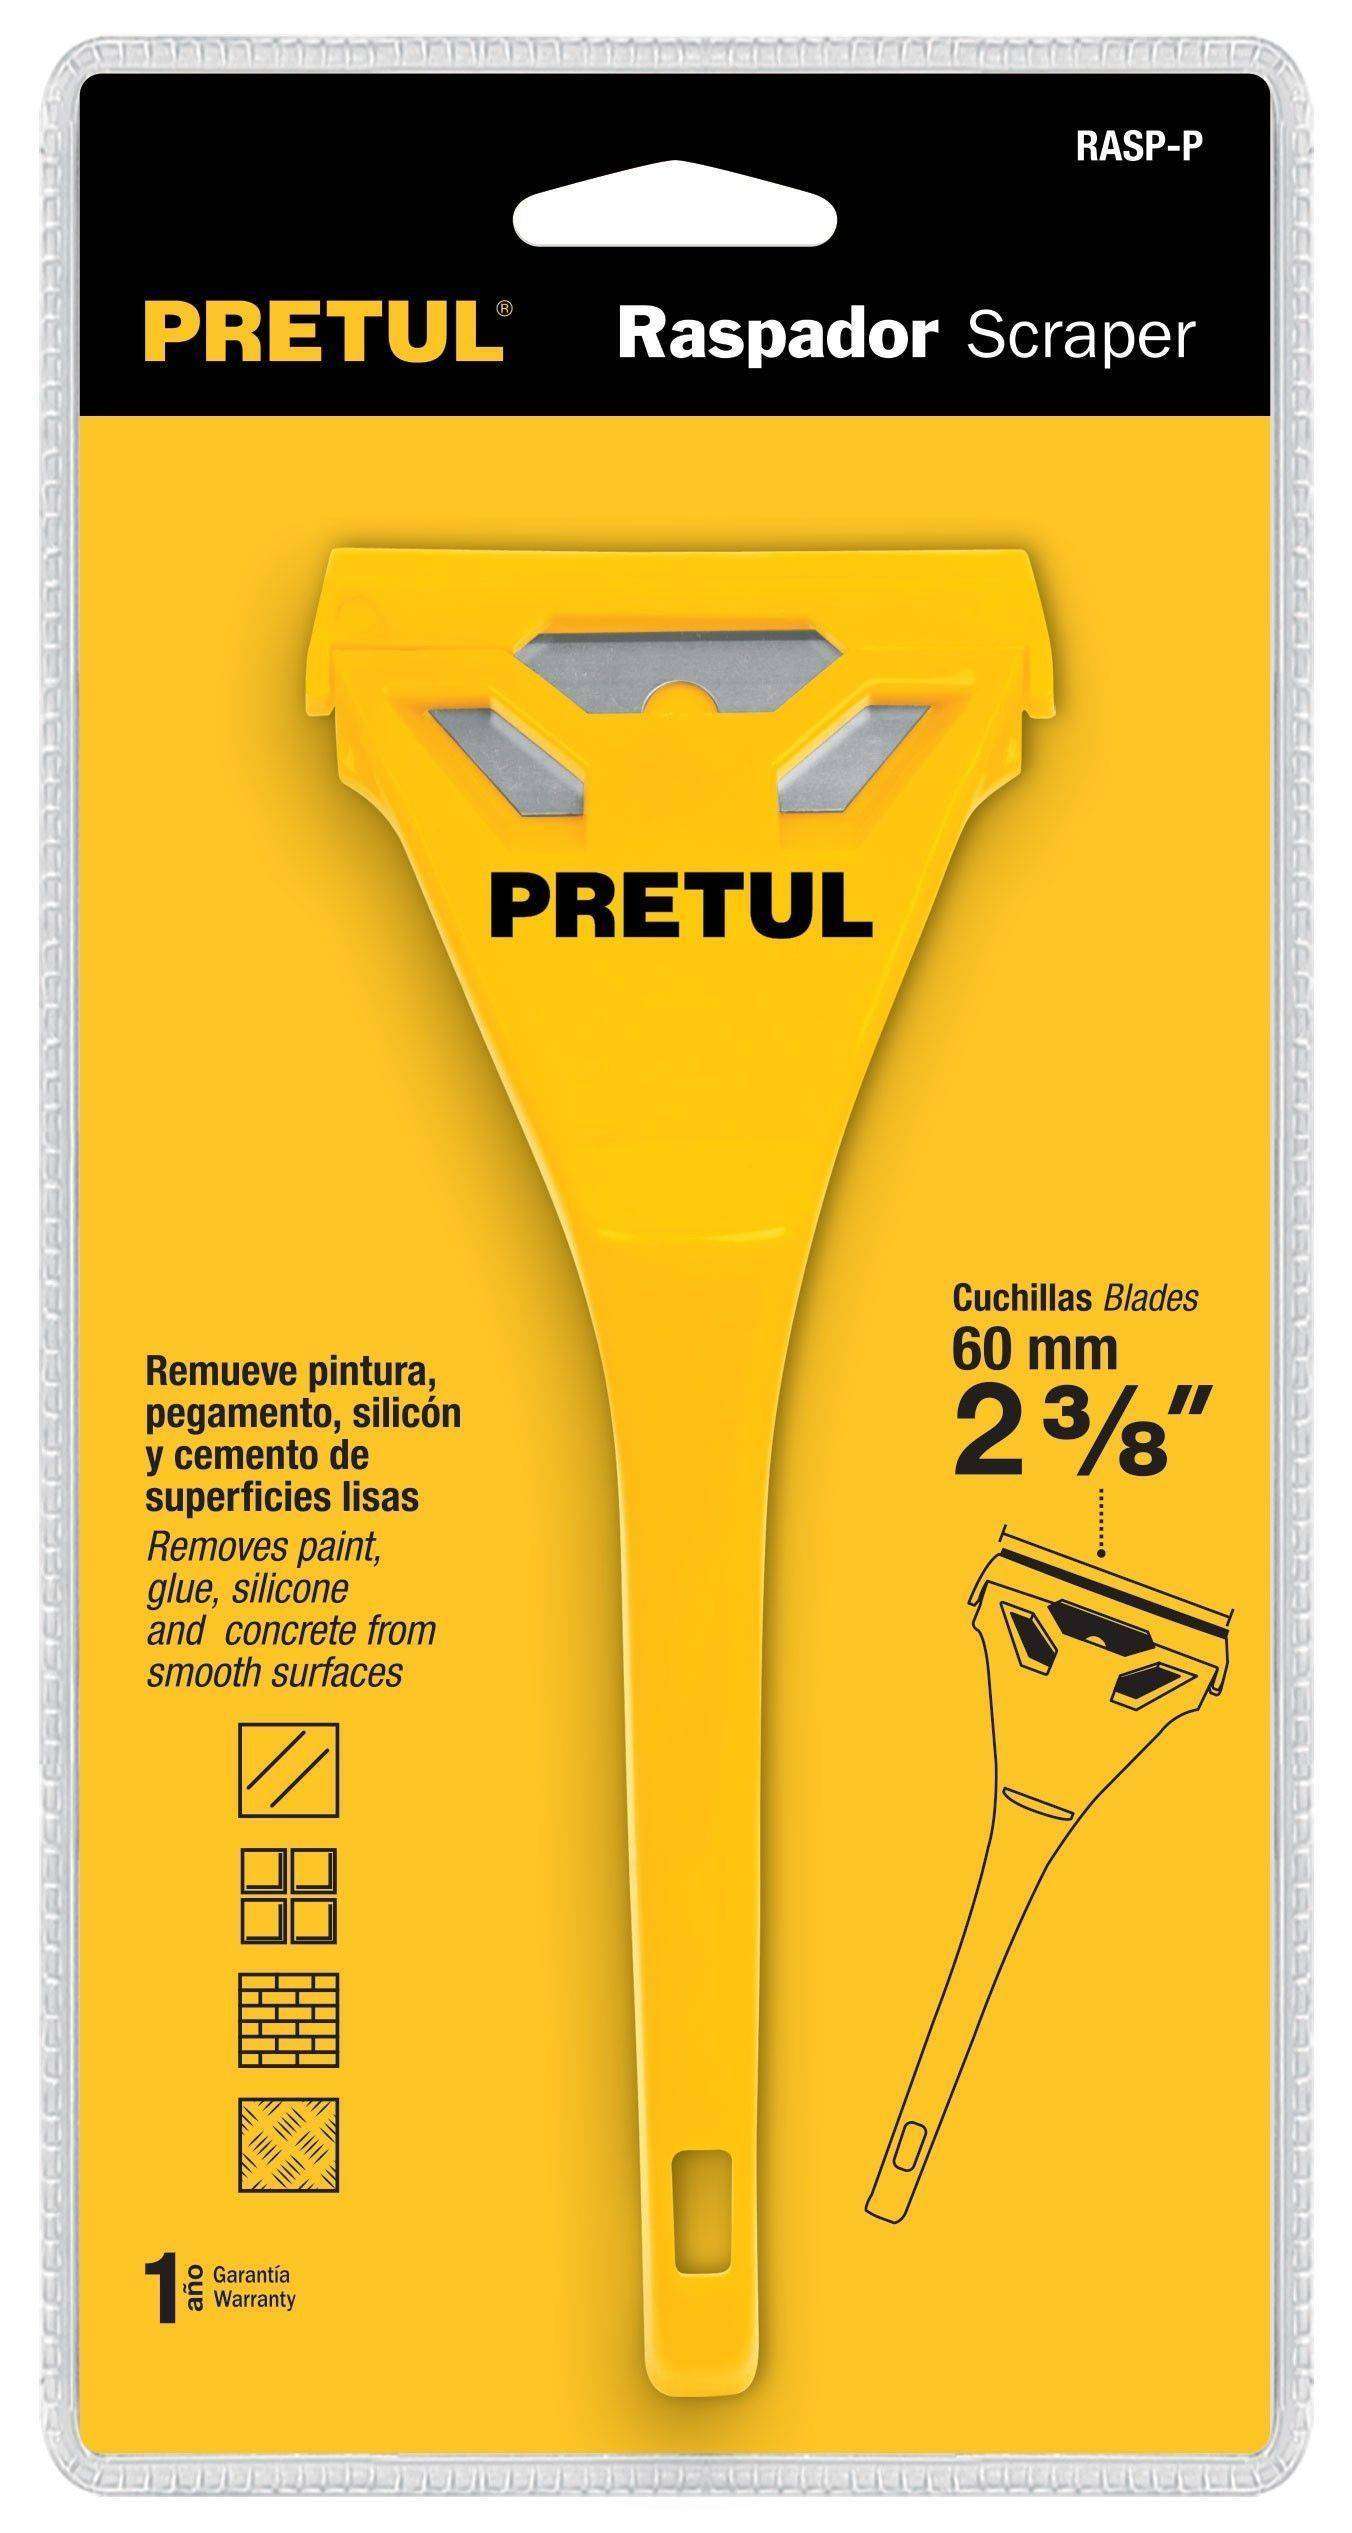 RASP-P
PRETUL®
Raspador Scraper
PRETUL
Cuchillas Blades
60 mm
2 3/8"
Remueve pintura,
pegamento, silicón
y cemento de
superficies lisas
Removes paint,
glue, silicone
and concrete from
smooth surfaces
1 año Garantía
Warranty